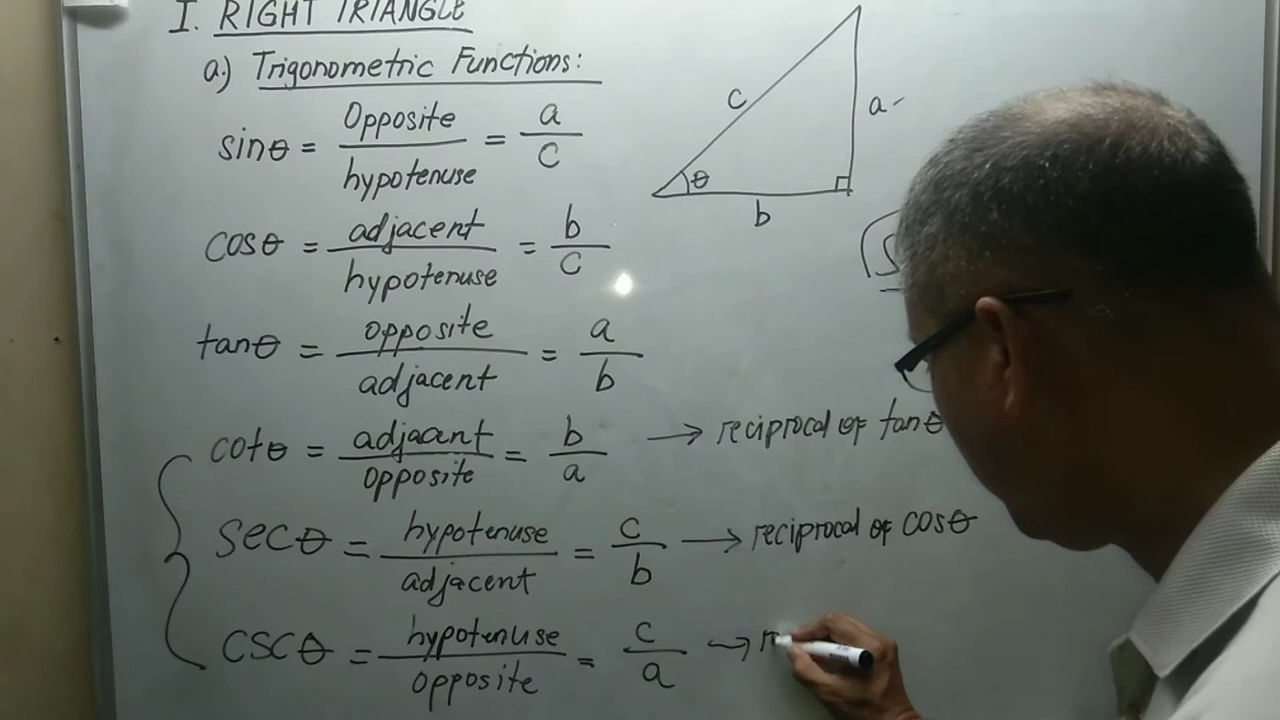 I. RIGHT TRIANGLE
a.) Trigonometric Functions:
sinθ = Opposite/hypotenuse = a/c
cosθ = adjacent/hypotenuse = b/c
tanθ = opposite/adjacent = a/b
cotθ = adjacent/opposite = b/a → reciprocal of tanθ
secθ = hypotenuse/adjacent = c/b → reciprocal of cosθ
cscθ = hypotenuse/opposite = c/a →
c
a
θ
b